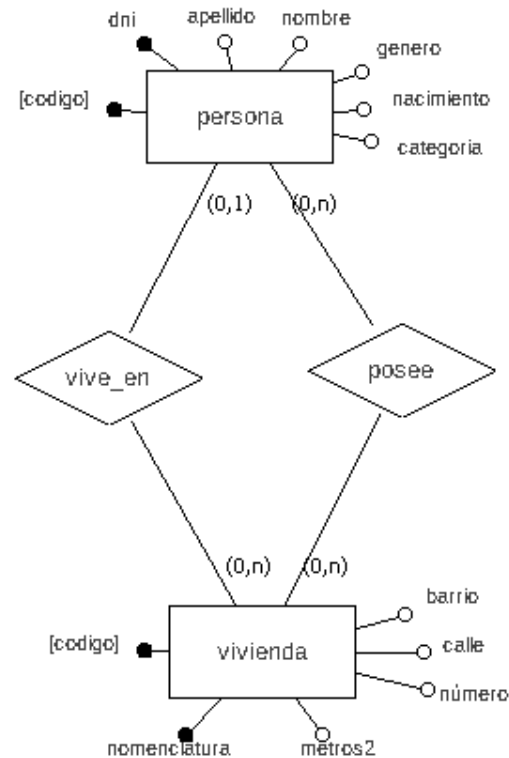 dni
apellido
nombre
genero
[codigo]
persona
nacimiento
categoria
(0,1)
(0,n)
vive_en
posee
(0,n)
(0,n)
barrio
[codigo]
vivienda
calle
número
nomenclatura
metros2